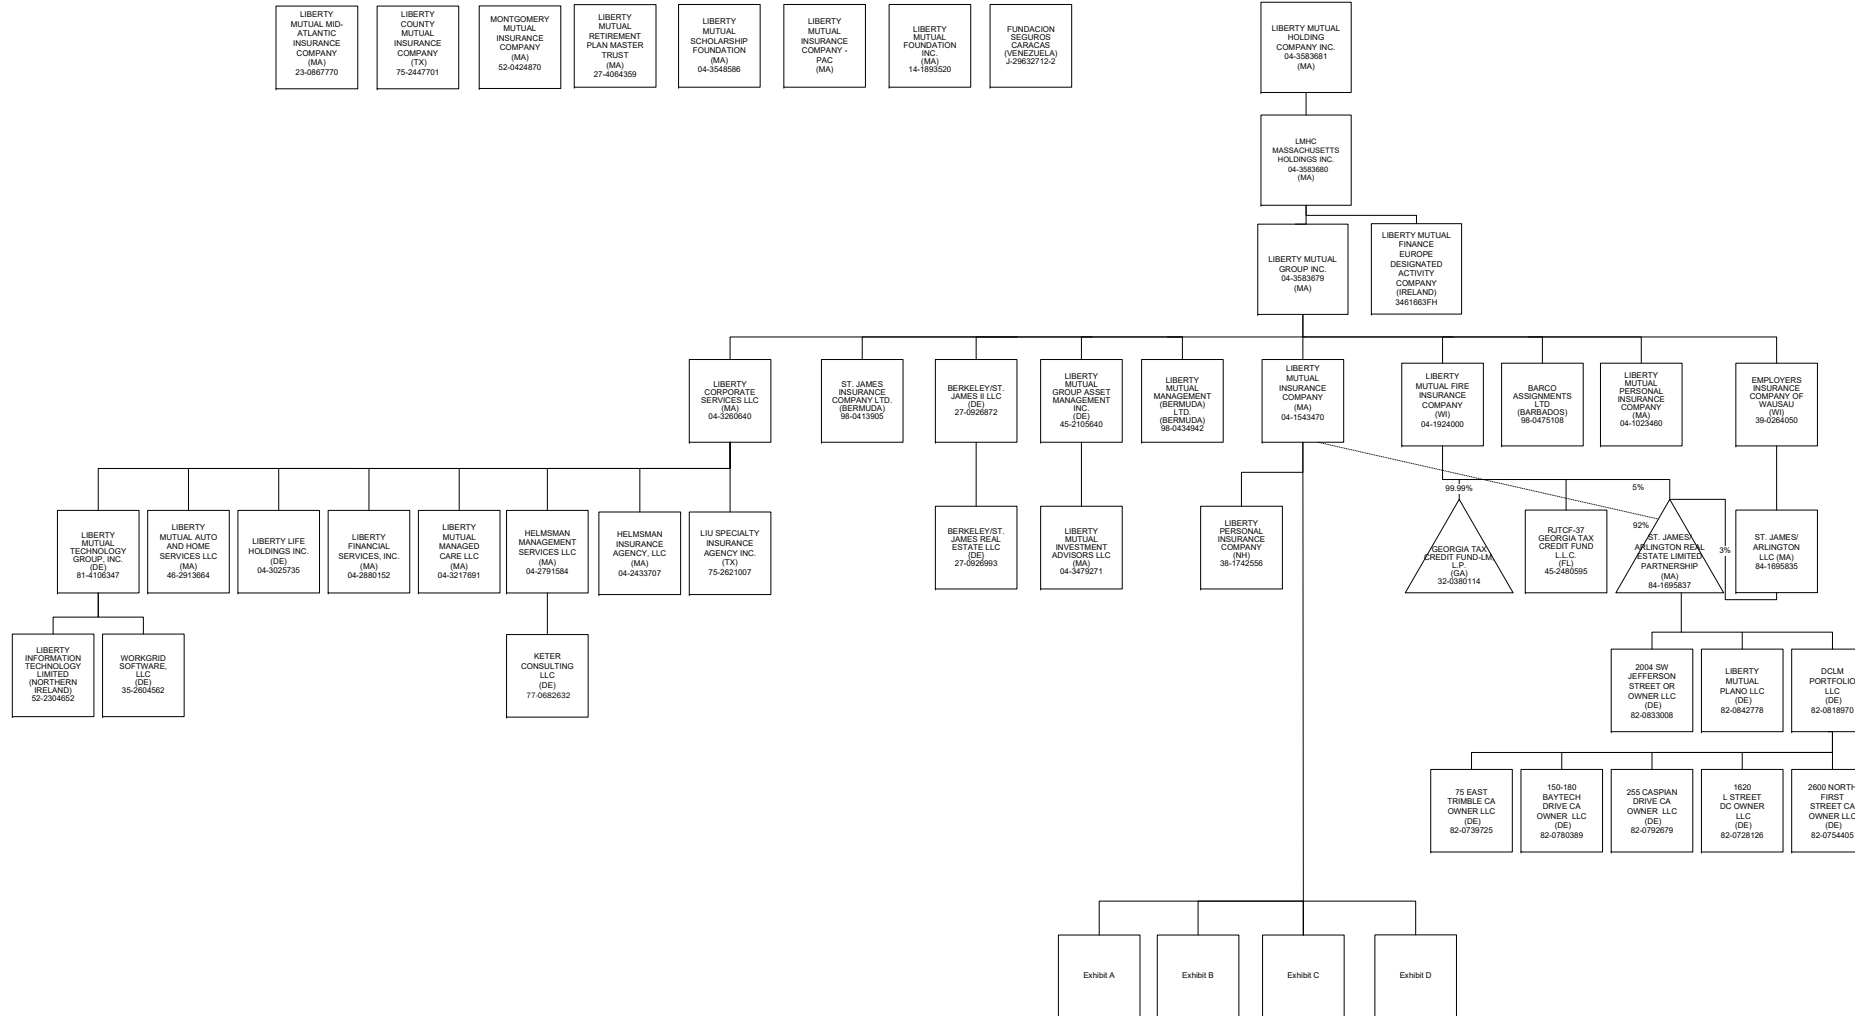 LIBERTY
MUTUAL MID-
ATLANTIC
INSURANCE
COMPANY
(MA)
23-0867770
LIBERTY
COUNTY
MUTUAL
INSURANCE
COMPANY
(TX)
75-2447701
MONTGOMERY
MUTUAL
INSURANCE
COMPANY
(MA)
52-0424870
LIBERTY
MUTUAL
RETIREMENT
PLAN MASTER
TRUST
(MA)
27-4064359
LIBERTY
MUTUAL
SCHOLARSHIP
FOUNDATION
(MA)
04-3548586
LIBERTY
MUTUAL
INSURANCE
COMPANY -
PAC
(MA)
LIBERTY
MUTUAL
FOUNDATION
INC.
(MA)
14-1893520
FUNDACION
SEGUROS
CARACAS
(VENEZUELA)
J-29632712-2
LIBERTY MUTUAL
HOLDING
COMPANY INC.
04-3583681
(MA)
LMHC
MASSACHUSETTS
HOLDINGS INC.
04-3583680
(MA)
LIBERTY MUTUAL
GROUP INC.
04-3583679
(MA)
LIBERTY MUTUAL
FINANCE
EUROPE
DESIGNATED
ACTIVITY
COMPANY
(IRELAND)
3461663FH
LIBERTY
CORPORATE
SERVICES LLC
(MA)
04-3260640
ST. JAMES
INSURANCE
COMPANY LTD.
(BERMUDA)
98-0413905
BERKELEY/ST.
JAMES II LLC
(DE)
27-0926872
LIBERTY
MUTUAL
GROUP ASSET
MANAGEMENT
INC.
(DE)
45-2105640
LIBERTY
MUTUAL
MANAGEMENT
(BERMUDA)
LTD.
(BERMUDA)
98-0434942
LIBERTY
MUTUAL
INSURANCE
COMPANY
(MA)
04-1543470
LIBERTY
MUTUAL FIRE
INSURANCE
COMPANY
(WI)
04-1924000
BARCO
ASSIGNMENTS
LTD
(BARBADOS)
98-0475108
LIBERTY
MUTUAL
PERSONAL
INSURANCE
COMPANY
(MA)
04-1023460
EMPLOYERS
INSURANCE
COMPANY OF
WAUSAU
(WI)
39-0264050
LIBERTY
MUTUAL
TECHNOLOGY
GROUP, INC.
(DE)
81-4106347
LIBERTY
MUTUAL AUTO
AND HOME
SERVICES LLC
(MA)
46-2913664
LIBERTY LIFE
HOLDINGS INC.
(DE)
04-3025735
LIBERTY
FINANCIAL
SERVICES, INC.
(MA)
04-2880152
LIBERTY
MUTUAL
MANAGED
CARE LLC
(MA)
04-3217691
HELMSMAN
MANAGEMENT
SERVICES LLC
(MA)
04-2791584
HELMSMAN
INSURANCE
AGENCY, LLC
(MA)
04-2433707
LIU SPECIALTY
INSURANCE
AGENCY INC.
(TX)
75-2621007
BERKELEY/ST.
JAMES REAL
ESTATE LLC
(DE)
27-0926993
LIBERTY
MUTUAL
INVESTMENT
ADVISORS LLC
(MA)
04-3479271
LIBERTY
PERSONAL
INSURANCE
COMPANY
(NH)
38-1742556
99.99%
GEORGIA TAX
CREDIT FUND-LM
L.P.
(GA)
32-0380114
RJTCF-37
GEORGIA TAX
CREDIT FUND
L.L.C.
(FL)
45-2480595
5%
92%
3%
ST. JAMES/
ARLINGTON REAL
ESTATE LIMITED
PARTNERSHIP
(MA)
84-1695837
ST. JAMES/
ARLINGTON
LLC (MA)
84-1695835
LIBERTY
INFORMATION
TECHNOLOGY
LIMITED
(NORTHERN
IRELAND)
52-2304652
WORKGRID
SOFTWARE,
LLC
(DE)
35-2604562
KETER
CONSULTING
LLC
(DE)
77-0682632
2004 SW
JEFFERSON
STREET OR
OWNER LLC
(DE)
82-0833008
LIBERTY
MUTUAL
PLANO LLC
(DE)
82-0842778
DCLM
PORTFOLIO
LLC
(DE)
82-0818970
75 EAST
TRIMBLE CA
OWNER LLC
(DE)
82-0739725
150-180
BAYTECH
DRIVE CA
OWNER LLC
(DE)
82-0780389
255 CASPIAN
DRIVE CA
OWNER LLC
(DE)
82-0792679
1620
L STREET
DC OWNER
LLC
(DE)
82-0728126
2600 NORTH
FIRST
STREET CA
OWNER LLC
(DE)
82-0754405
Exhibit A
Exhibit B
Exhibit C
Exhibit D